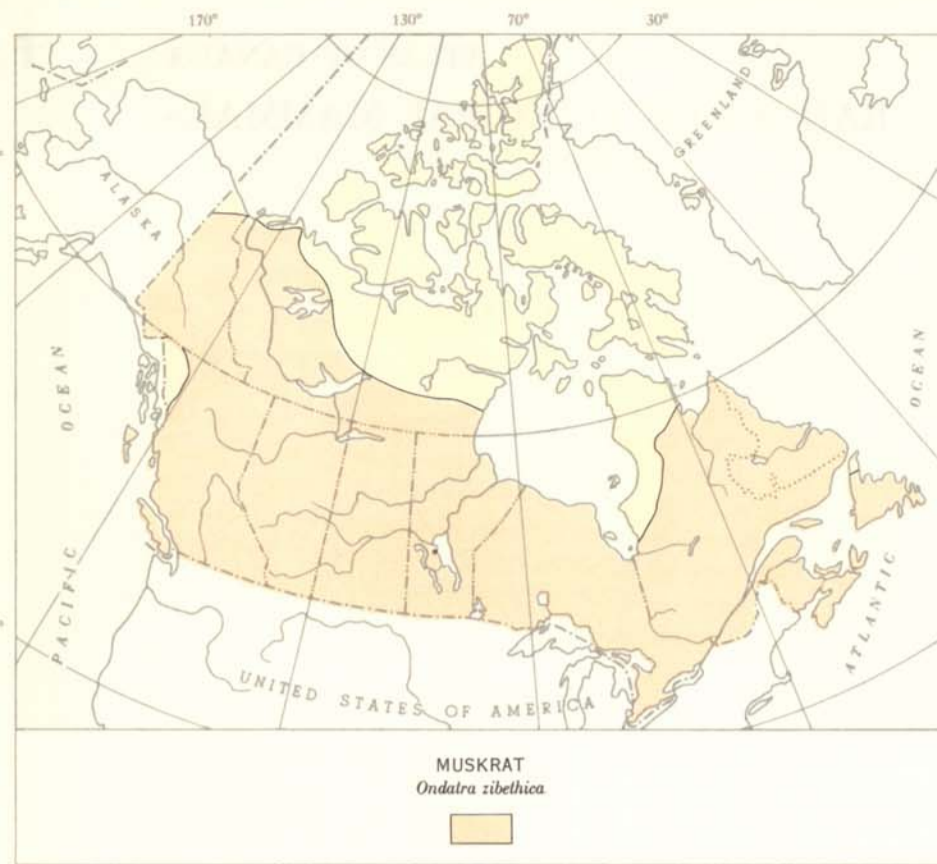 170° 130° 70° 30°
GREENLAND
ALASKA
PACIFIC OCEAN
ATLANTIC OCEAN
UNITED STATES OF AMERICA
MUSKRAT
Ondatra zibethica